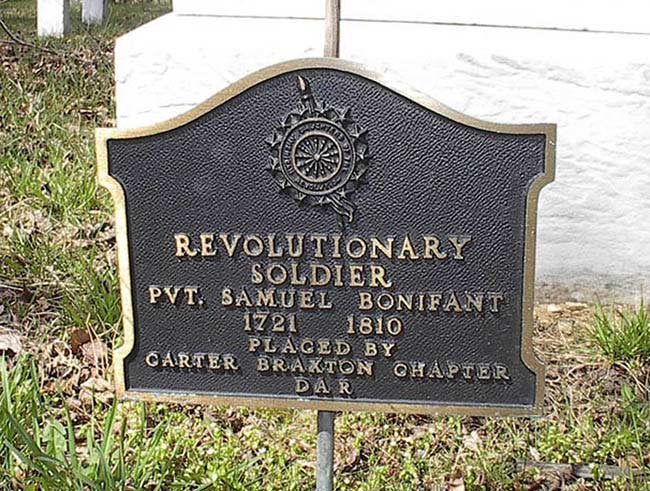 REVOLUTIONARY
SOLDIER
PVT. SAMUEL BONIFANT
1721 1810
PLACED BY
CARTER BRAXTON CHAPTER
DAR